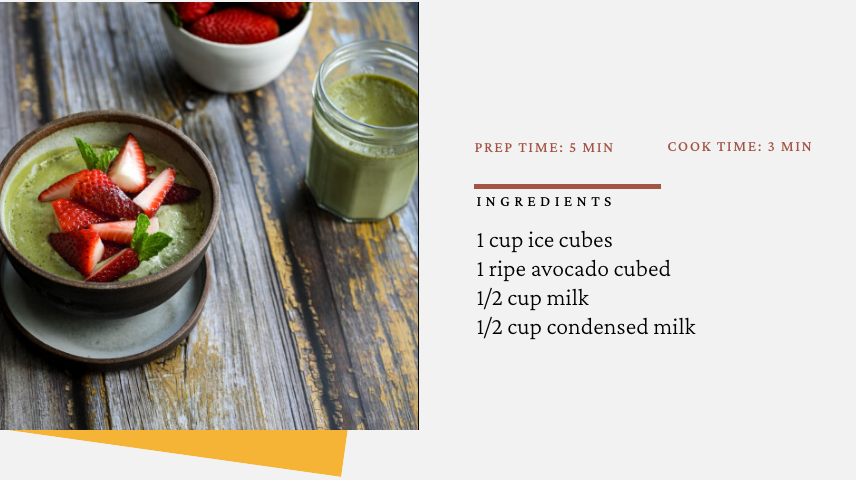 PREP TIME: 5 MIN COOK TIME: 3 MIN
INGREDIENTS
1 cup ice cubes
1 ripe avocado cubed
1/2 cup milk
1/2 cup condensed milk